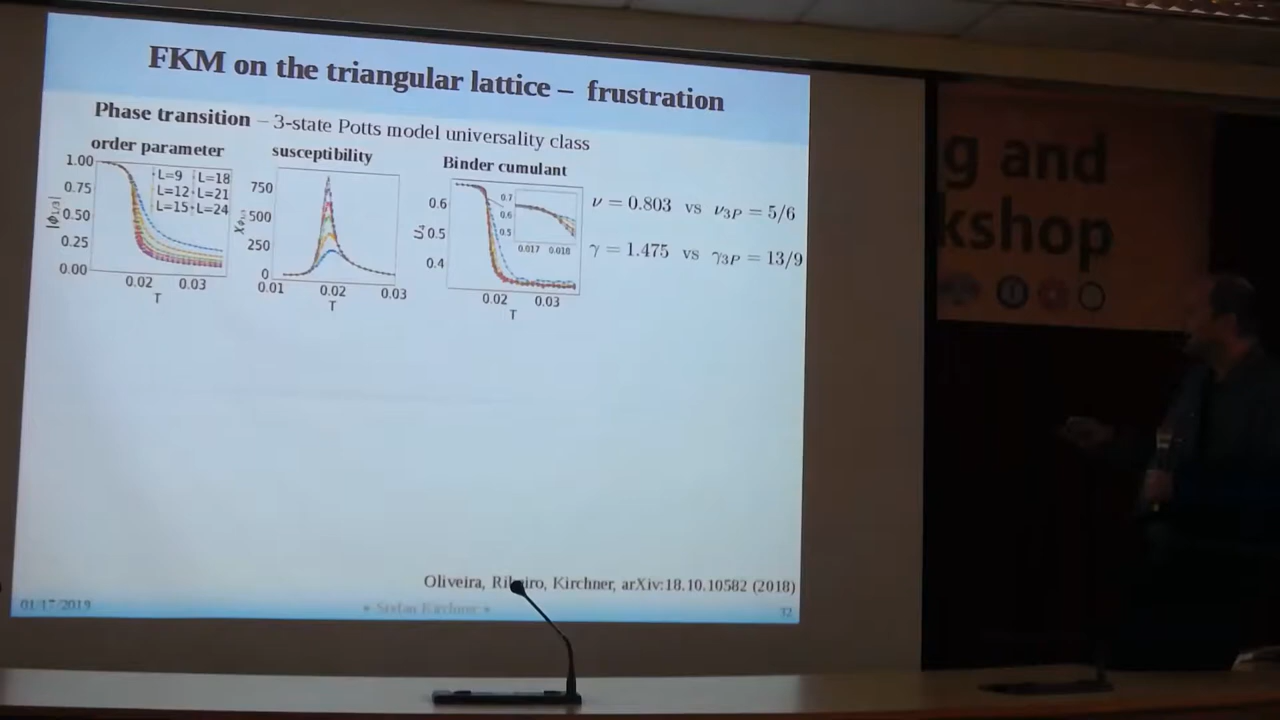 FKM on the triangular lattice – frustration
Phase transition – 3-state Potts model universality class
order parameter
susceptibility
Binder cumulant
1.00
0.75
0.50
0.25
0.00
|ϕ1/3|
L=9 L=18
L=12 L=21
L=15 L=24
0.02 0.03
T
750
500
250
0
0.01 0.02 0.03
T
0.6
0.5
0.4
0.7
0.6
0.5
0.017 0.018
0.02 0.03
T
ν = 0.803 vs ν3P = 5/6
γ = 1.475 vs γ3P = 13/9
g and
kshop
Oliveira, Ribeiro, Kirchner, arXiv:18.10.10582 (2018)
01/17/2019
• Stefan Kirchner •
32